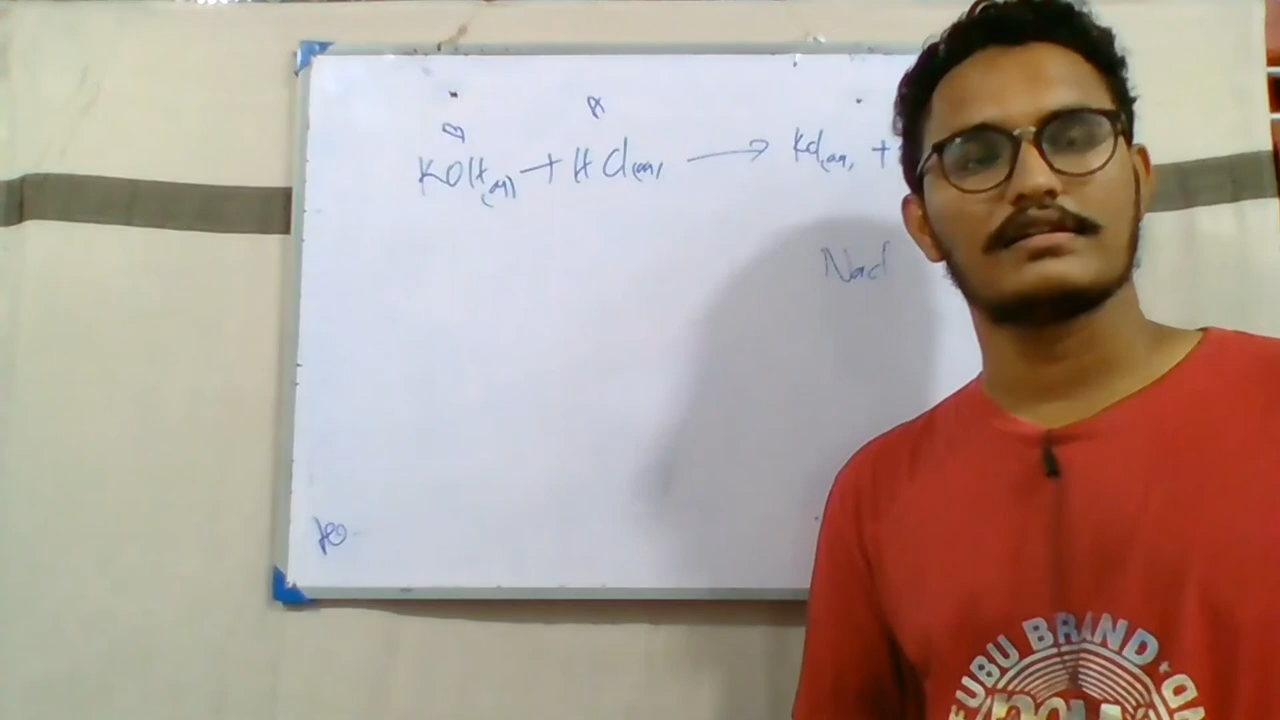 B A
KOH(aq) + HCl(aq) → KCl(aq) +
NaCl
FUBU BRAND